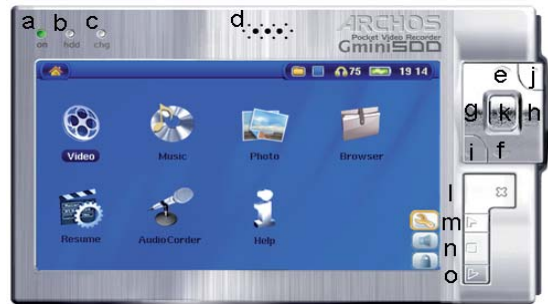 a b c d
ARCHOS
Pocket Video Recorder
Gmini500
on hdd chg
75 19 14
e j
g k h
i f
Video Music Photo Browser
l
m
Resume AudioCorder Help
n
o